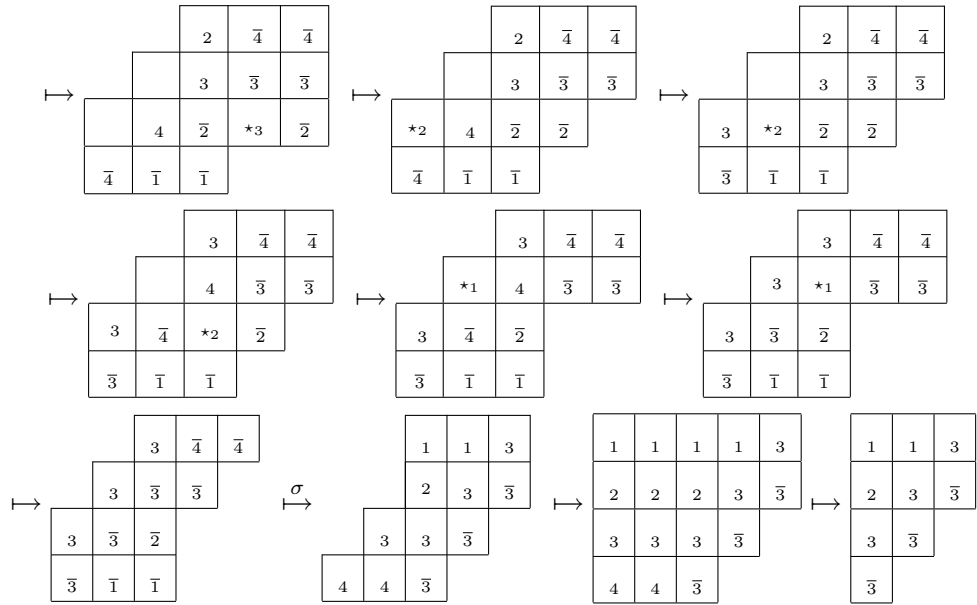 2 4̅ 4̅ 2 4̅ 4̅ 2 4̅ 4̅
3 3̅ 3̅ 3 3̅ 3̅ 3 3̅ 3̅
↦ ↦ ↦
4 2̅ ⋆3 2̅ ⋆2 4 2̅ 2̅ 3 ⋆2 2̅ 2̅
4̅ 1̅ 1̅ 4̅ 1̅ 1̅ 3̅ 1̅ 1̅
3 4̅ 4̅ 3 4̅ 4̅ 3 4̅ 4̅
4 3̅ 3̅ ⋆1 4 3̅ 3̅ 3 ⋆1 3̅ 3̅
↦ ↦ ↦
3 4̅ ⋆2 2̅ 3 4̅ 2̅ 3 3̅ 2̅
3̅ 1̅ 1̅ 3̅ 1̅ 1̅ 3̅ 1̅ 1̅
3 4̅ 4̅ 1 1 3 1 1 1 1 3 1 1 3
3 3̅ 3̅ 2 3 3̅ 2 2 2 3 3̅ 2 3 3̅
↦ σ ↦ ↦ ↦
3 3̅ 2̅ 3 3 3̅ 3 3 3 3̅ 3 3̅
3̅ 1̅ 1̅ 4 4 3̅ 4 4 3̅ 3̅